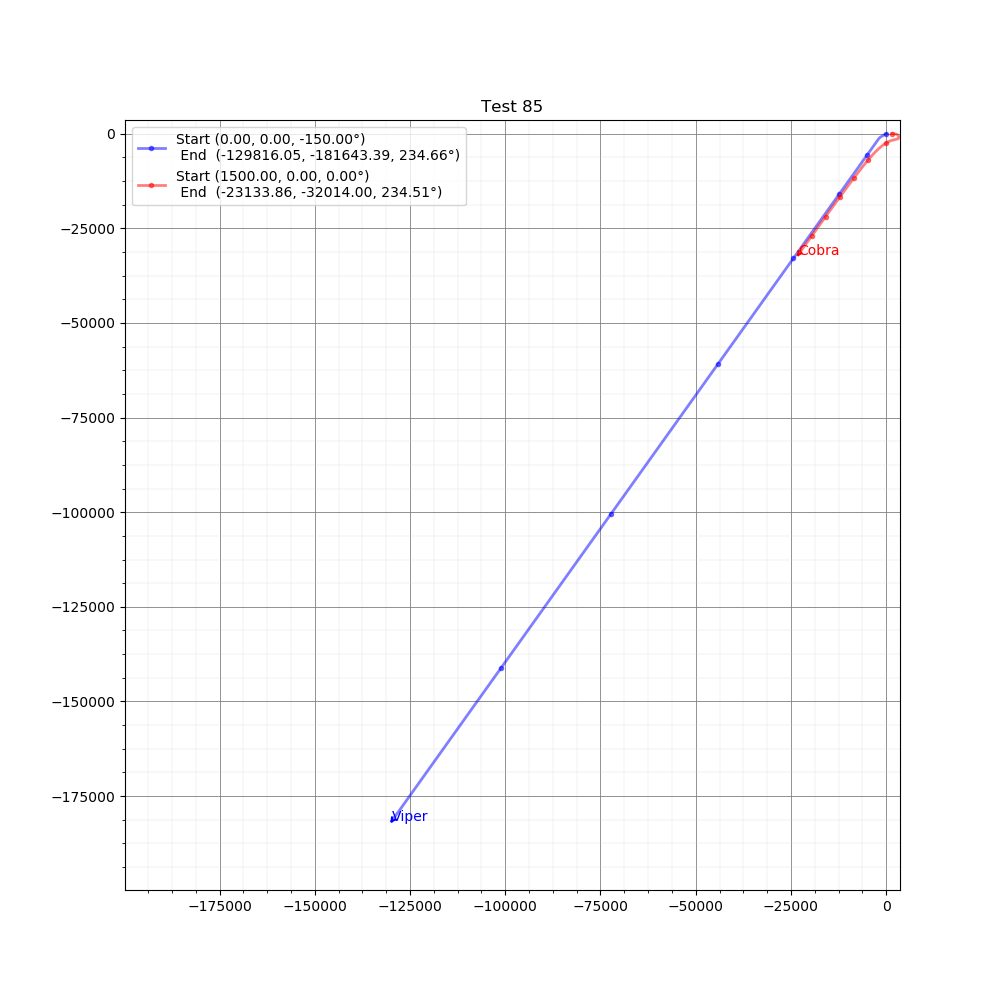 Test 85
Start (0.00, 0.00, -150.00°)
End (-129816.05, -181643.39, 234.66°)
Start (1500.00, 0.00, 0.00°)
End (-23133.86, -32014.00, 234.51°)
0
−25000
−50000
−75000
−100000
−125000
−150000
−175000
Cobra
Viper
−175000 −150000 −125000 −100000 −75000 −50000 −25000 0